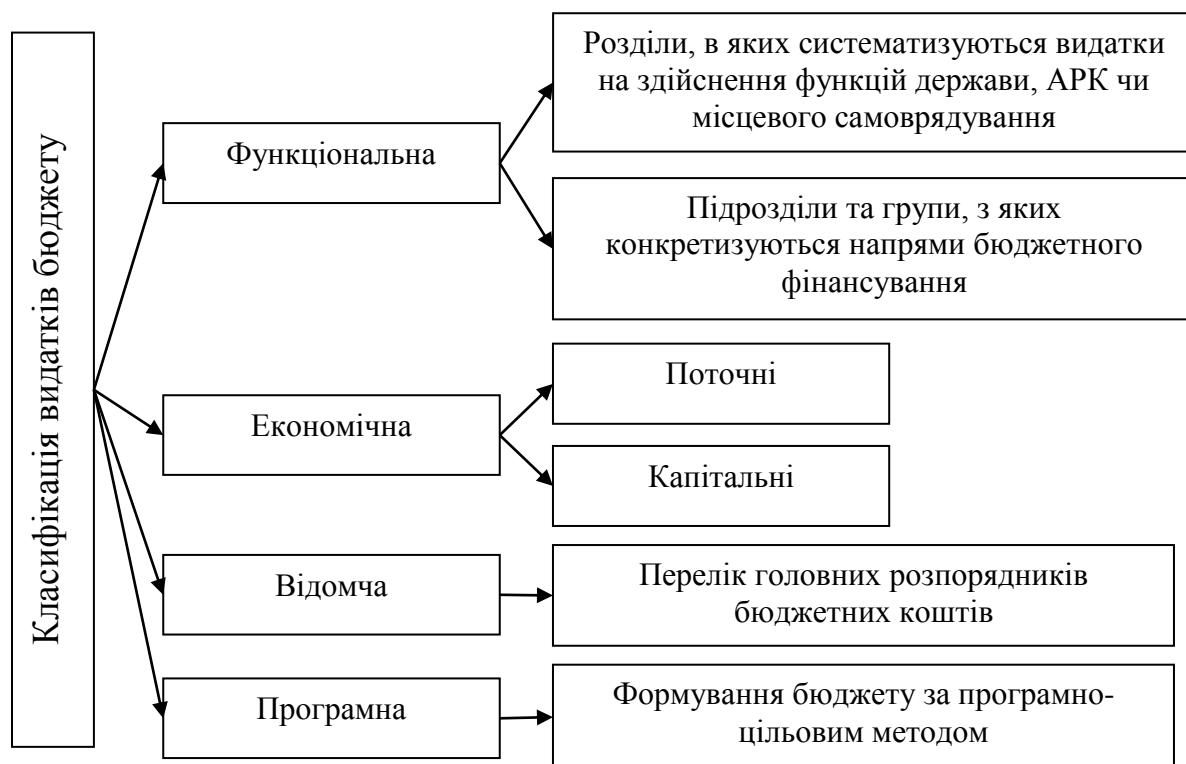 Класифікація видатків бюджету
Функціональна
Розділи, в яких систематизуються видатки
на здійснення функцій держави, АРК чи
місцевого самоврядування
Підрозділи та групи, з яких
конкретизуються напрями бюджетного
фінансування
Економічна
Поточні
Капітальні
Відомча
Перелік головних розпорядників
бюджетних коштів
Програмна
Формування бюджету за програмно-
цільовим методом